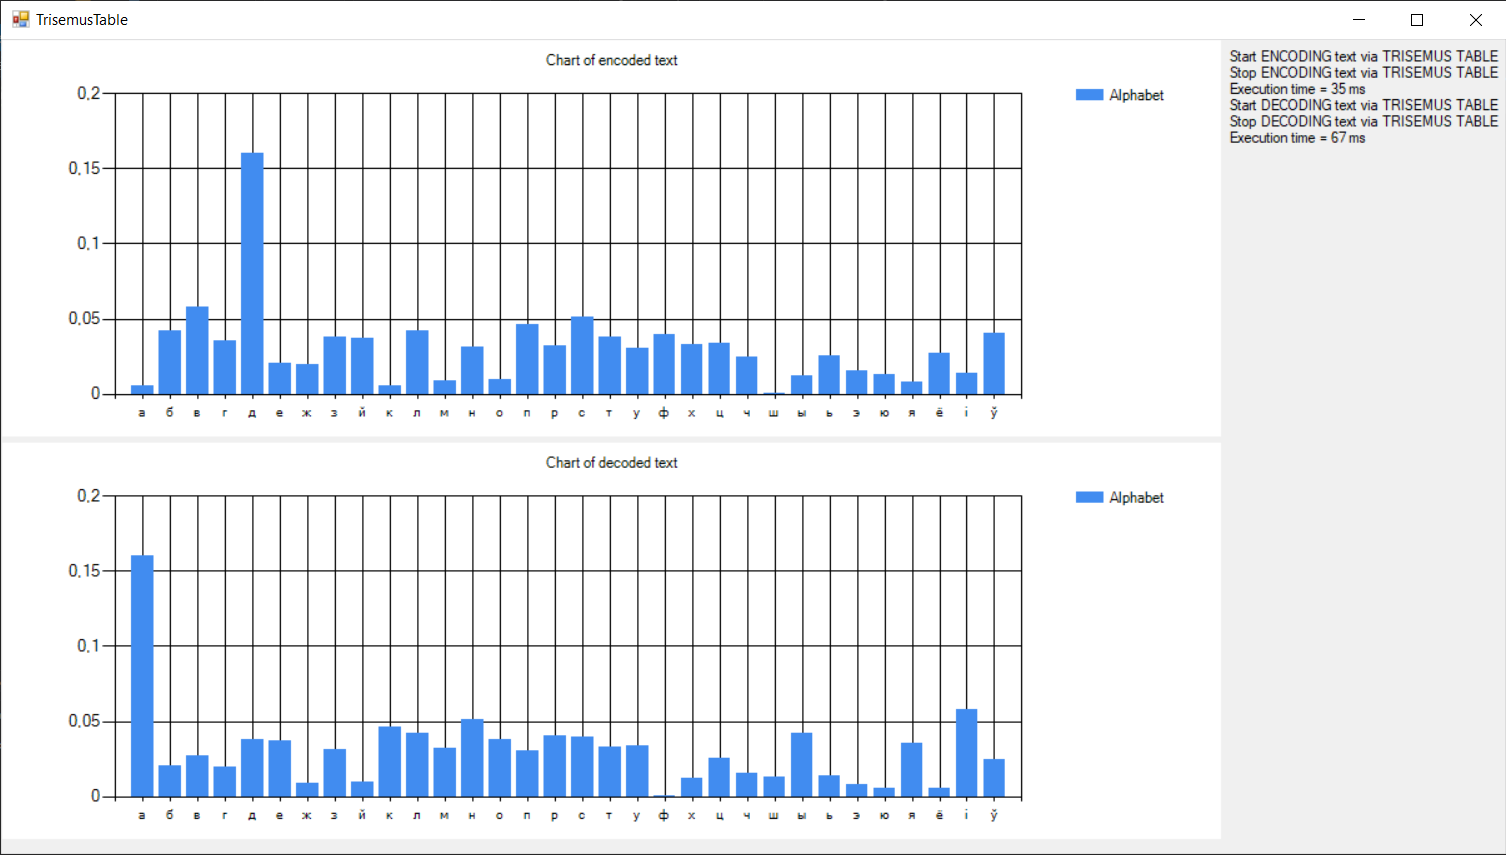 TrisemusTable
Chart of encoded text
Alphabet
0,2
0,15
0,1
0,05
0
а б в г д е ж з й к л м н о п р с т у ф х ц ч ш ы ь э ю я ё і ў
Chart of decoded text
Alphabet
0,2
0,15
0,1
0,05
0
а б в г д е ж з й к л м н о п р с т у ф х ц ч ш ы ь э ю я ё і ў
Start ENCODING text via TRISEMUS TABLE
Stop ENCODING text via TRISEMUS TABLE
Execution time = 35 ms
Start DECODING text via TRISEMUS TABLE
Stop DECODING text via TRISEMUS TABLE
Execution time = 67 ms